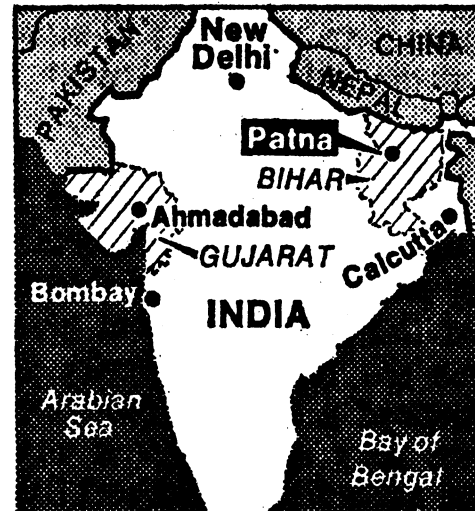 New
Delhi
CHINA
PAKISTAN
NEPAL
Patna
BIHAR
Ahmadabad
GUJARAT
Calcutta
Bombay
INDIA
Arabian
Sea
Bay of
Bengal